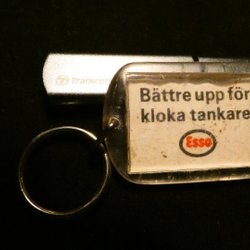 Transcend
Bättre upp för
kloka tankare
Esso